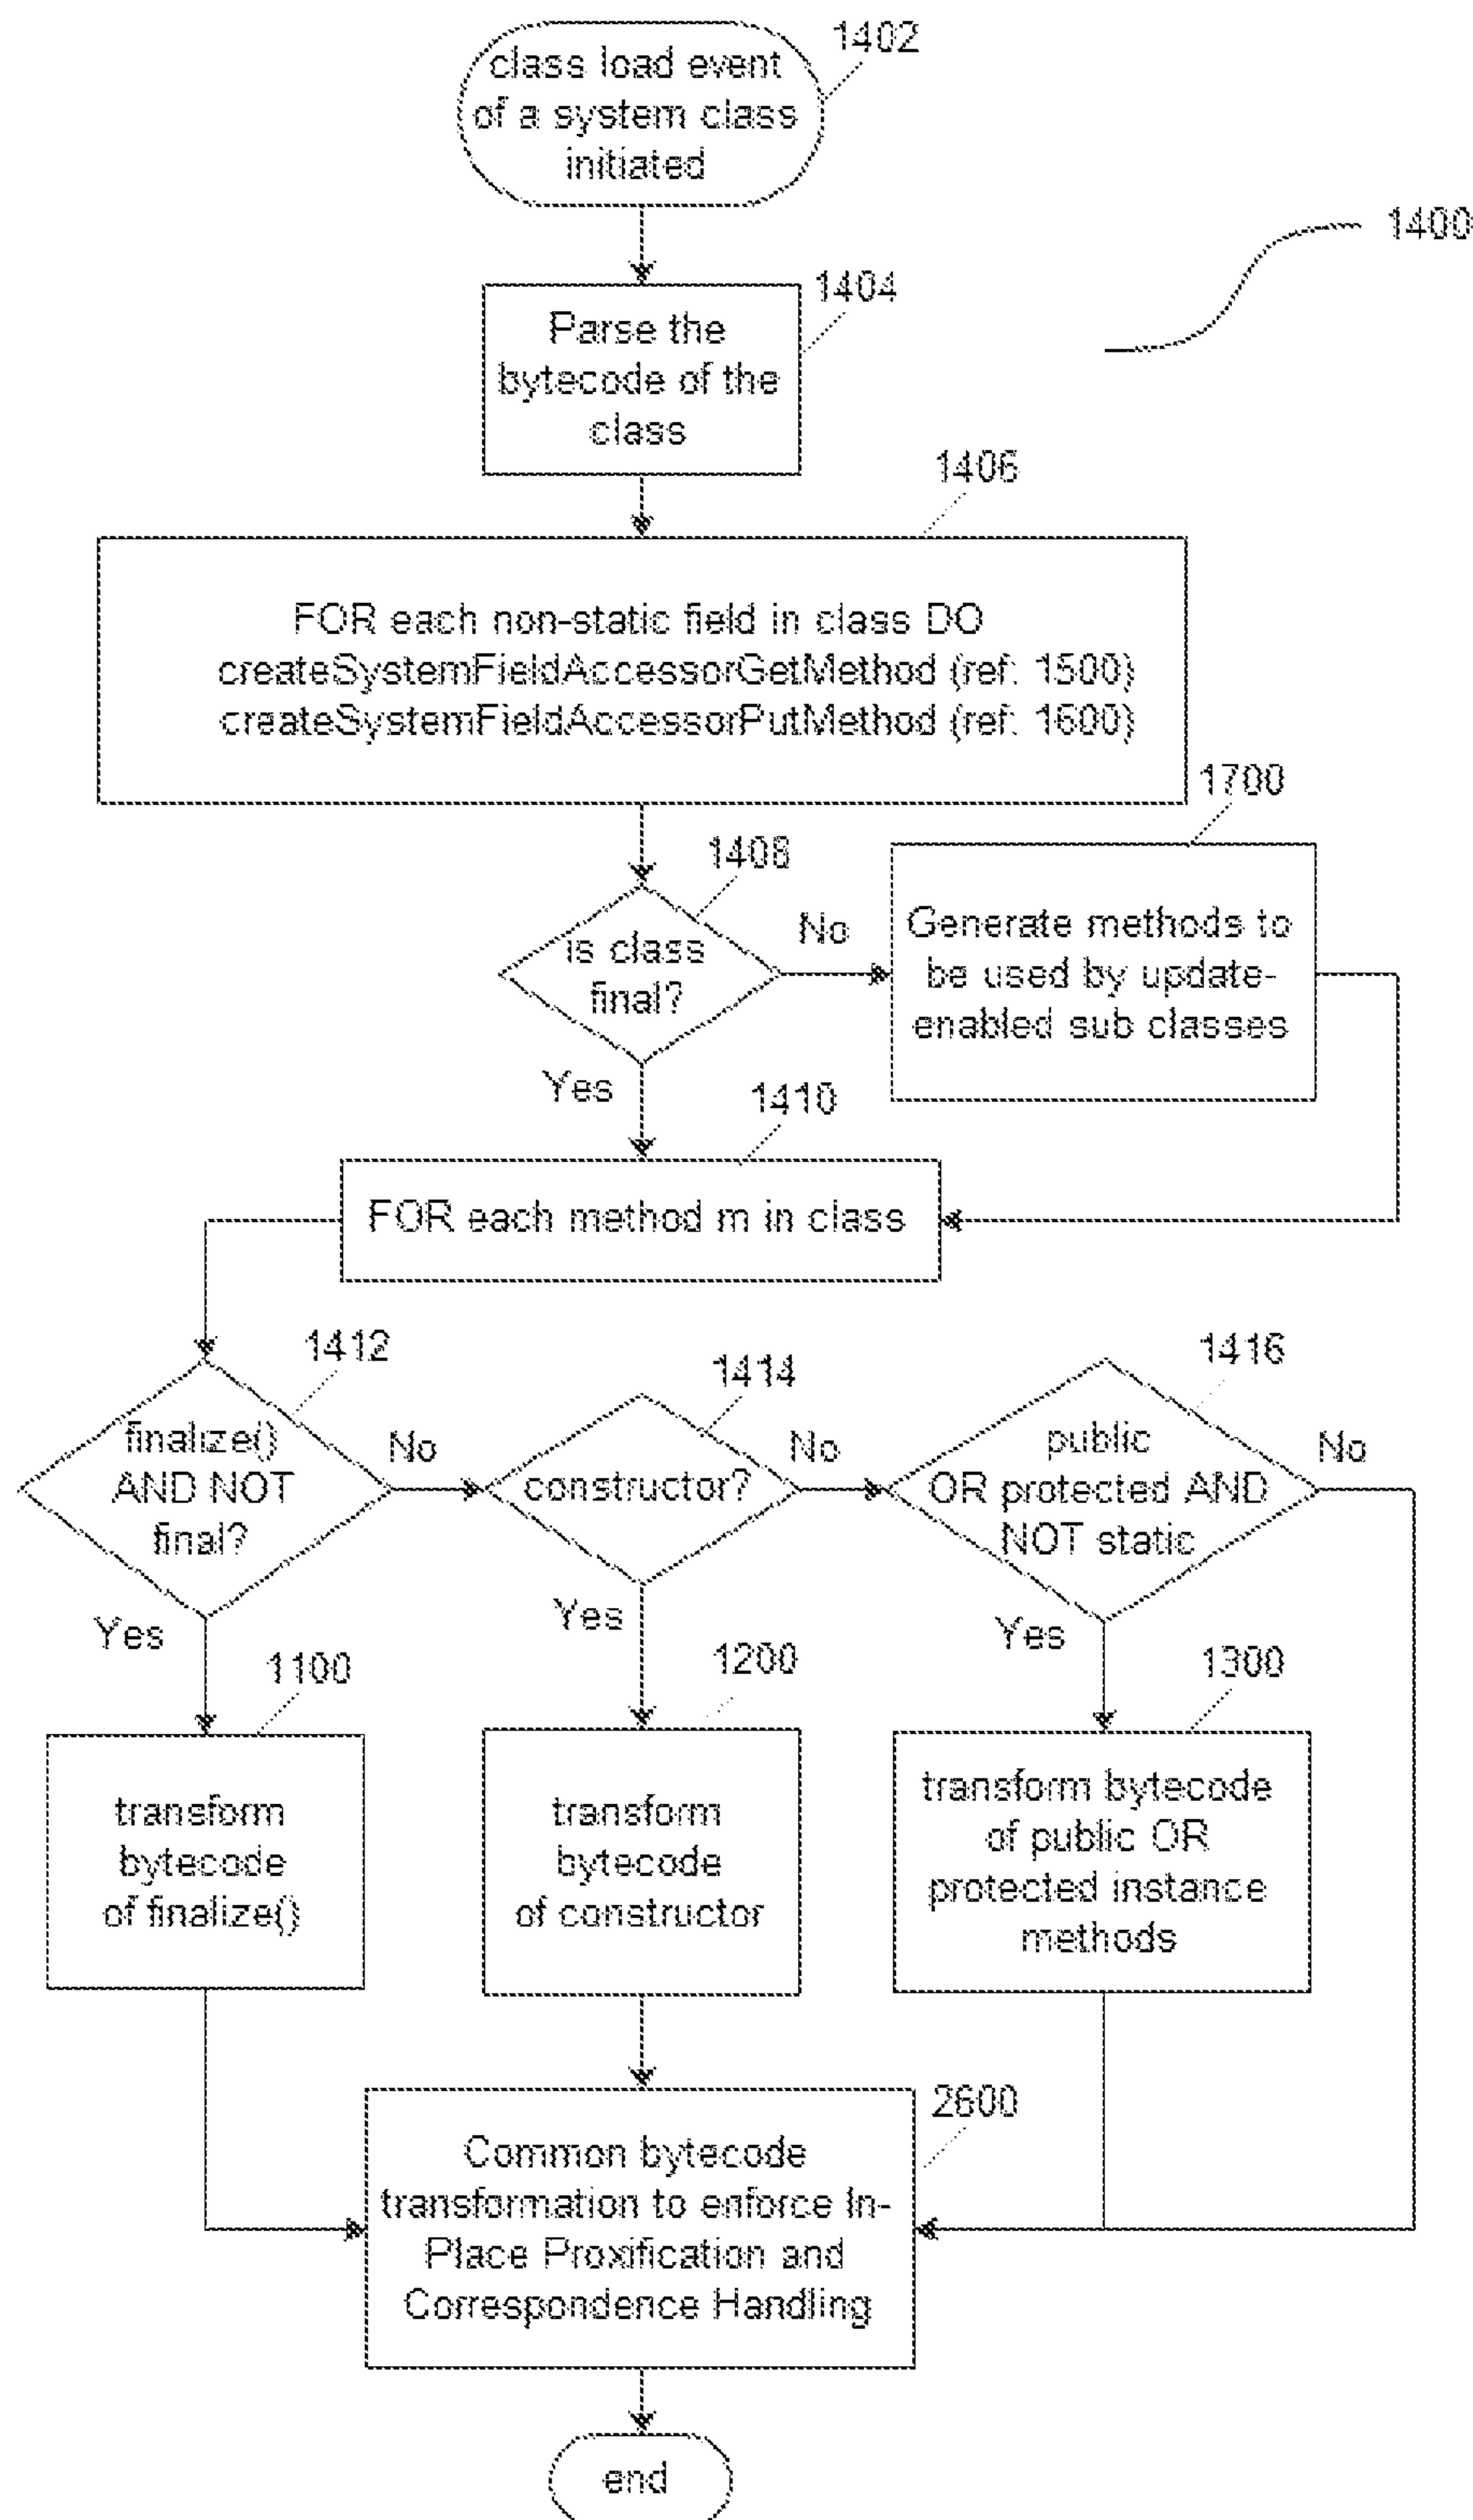 1402
class load event
of a system class
initiated
1400
1404
Parse the
bytecode of the
class
1406
FOR each non-static field in class DO
createSystemFieldAccessorGetMethod (ref: 1500)
createSystemFieldAccessorPutMethod (ref: 1600)
1700
1408
is class
final?
No
Generate methods to
be used by update-
enabled sub classes
Yes
1410
FOR each method m in class
1412
1414
1416
finalize()
AND NOT
final?
No
constructor?
No
public
OR protected AND
NOT static
No
Yes
Yes
Yes
1100
1200
1300
transform
bytecode
of finalize()
transform
bytecode
of constructor
transform bytecode
of public OR
protected instance
methods
2600
Common bytecode
transformation to enforce In-
Place Proxification and
Correspondence Handling
end